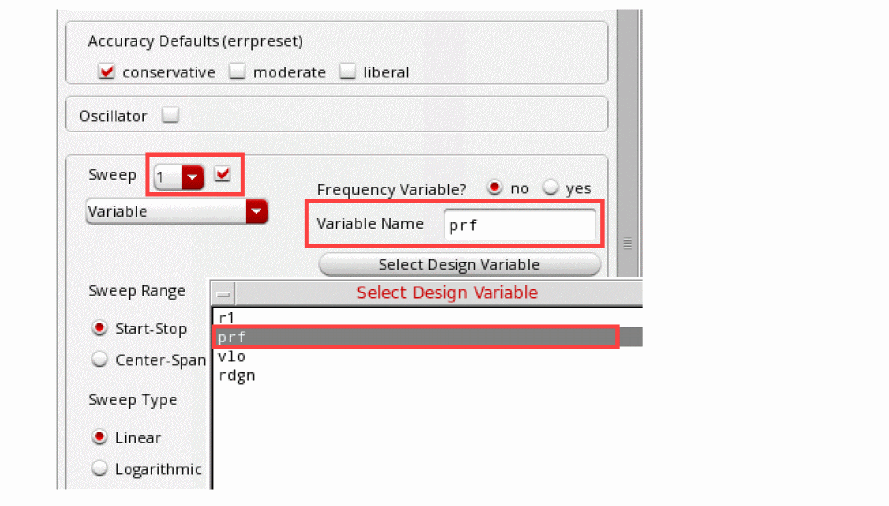 Accuracy Defaults (errpreset)
conservative moderate liberal
Oscillator
Sweep 1
Frequency Variable? no yes
Variable
Variable Name prf
Select Design Variable
Sweep Range
Select Design Variable
r1
Start-Stop
prf
Center-Span
vlo
rdgn
Sweep Type
Linear
Logarithmic